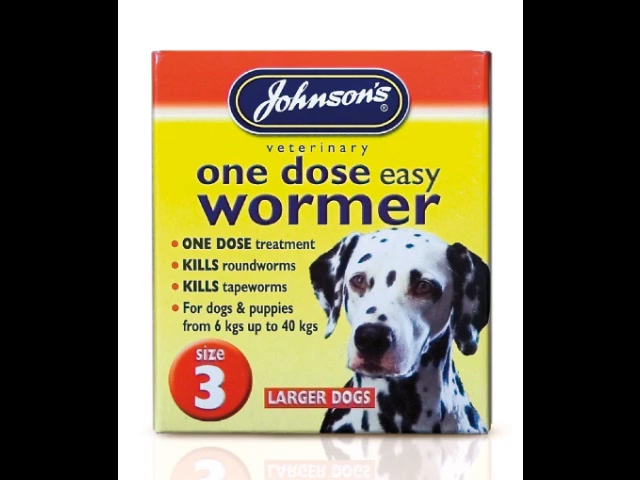 Johnson's®
veterinary
one dose easy
wormer
• ONE DOSE treatment
• KILLS roundworms
• KILLS tapeworms
• For dogs & puppies
from 6 kgs up to 40 kgs
size
3
LARGER DOGS